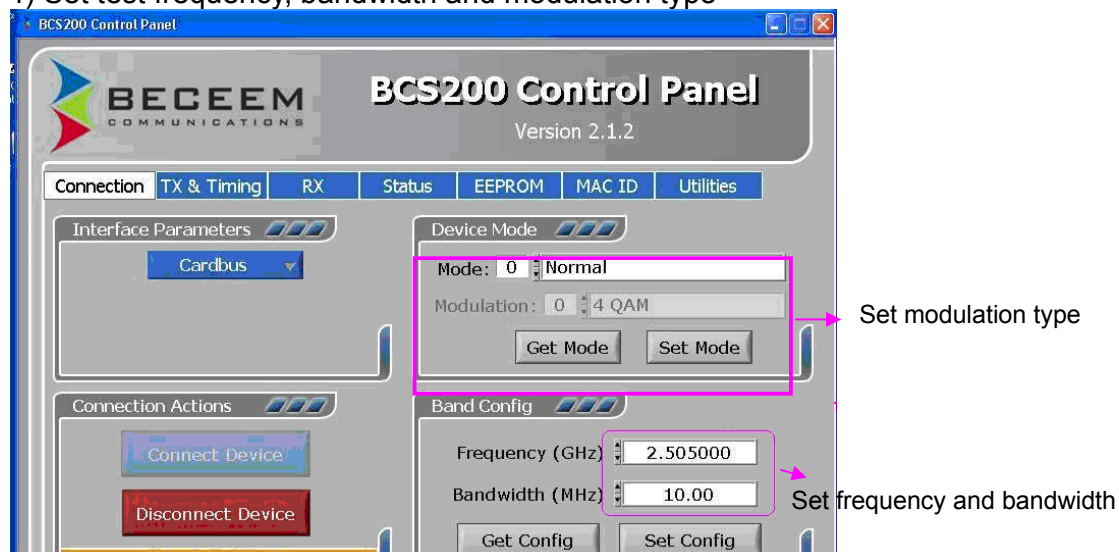 1) Set test frequency, bandwidth and modulation type
BCS200 Control Panel
BECEEM
COMMUNICATIONS
BCS200 Control Panel
Version 2.1.2
Connection TX & Timing RX Status EEPROM MAC ID Utilities
Interface Parameters
Cardbus
Device Mode
Mode: 0 Normal
Modulation: 0 4 QAM
Get Mode Set Mode
Set modulation type
Connection Actions
Connect Device
Disconnect Device
Band Config
Frequency (GHz) 2.505000
Bandwidth (MHz) 10.00
Get Config Set Config
Set frequency and bandwidth